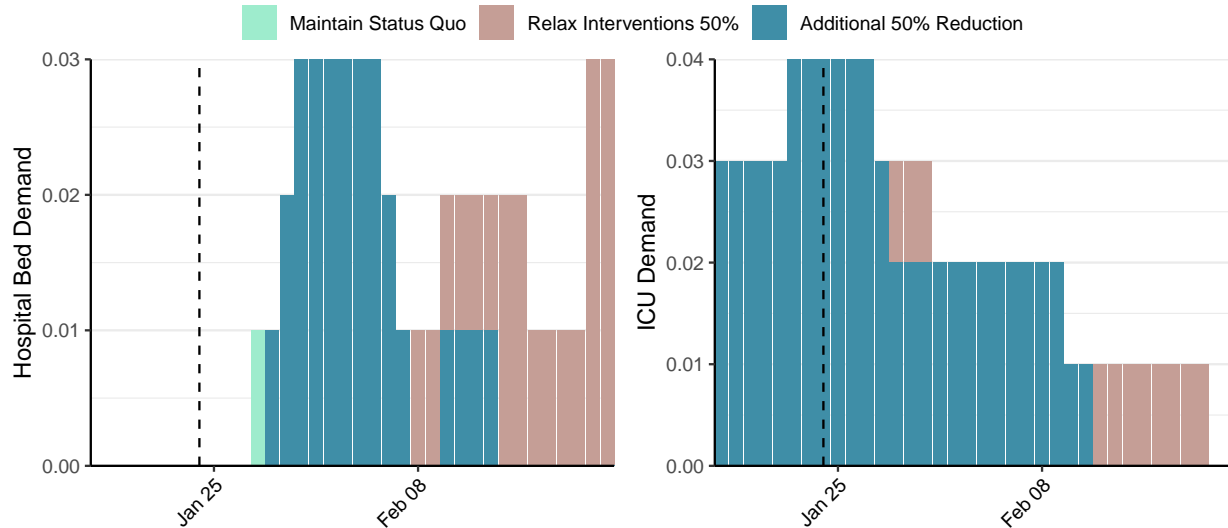 Maintain Status Quo Relax Interventions 50% Additional 50% Reduction
Hospital Bed Demand
0.03
0.02
0.01
0.00
Jan 25
Feb 08
ICU Demand
0.04
0.03
0.02
0.01
0.00
Jan 25
Feb 08